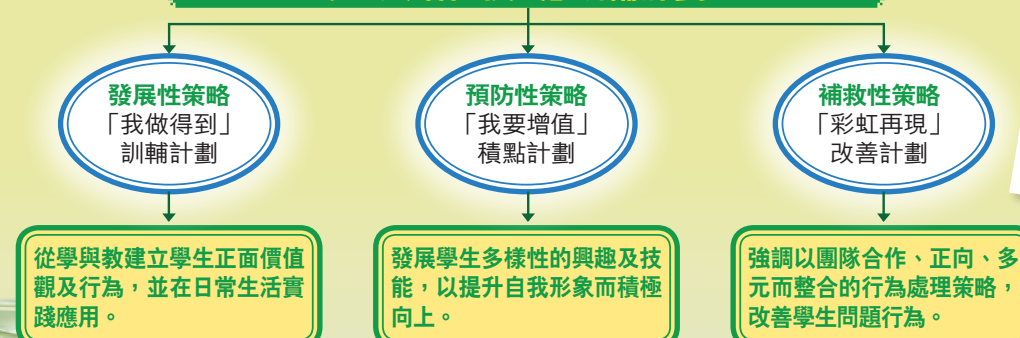 發展性策略
「我做得到」
訓輔計劃
預防性策略
「我要增值」
積點計劃
補救性策略
「彩虹再現」
改善計劃
從學與教建立學生正面價值
觀及行為，並在日常生活實
踐應用。
發展學生多樣性的興趣及技
能，以提升自我形象而積極
向上。
強調以團隊合作、正向、多
元而整合的行為處理策略，
改善學生問題行為。